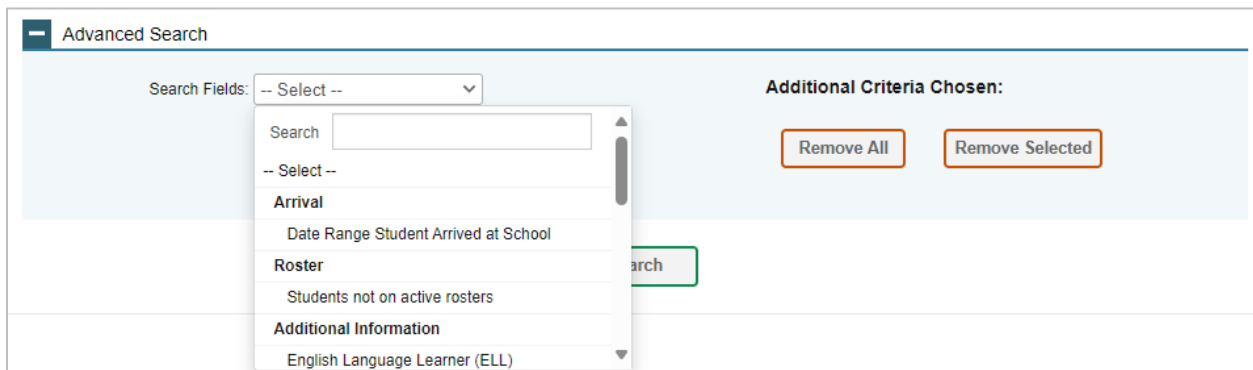 Advanced Search
Search Fields: -- Select --
Additional Criteria Chosen:
Search
Remove All
Remove Selected
-- Select --
Arrival
Date Range Student Arrived at School
Roster
arch
Students not on active rosters
Additional Information
English Language Learner (ELL)